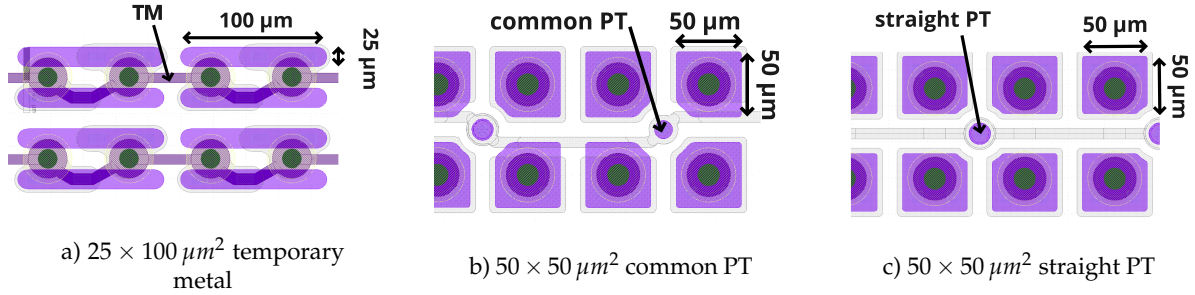 TM
100 µm
25 µm
common PT
50 µm
50 µm
straight PT
50 µm
50 µm
a) 25 × 100 µm² temporary
metal
b) 50 × 50 µm² common PT
c) 50 × 50 µm² straight PT